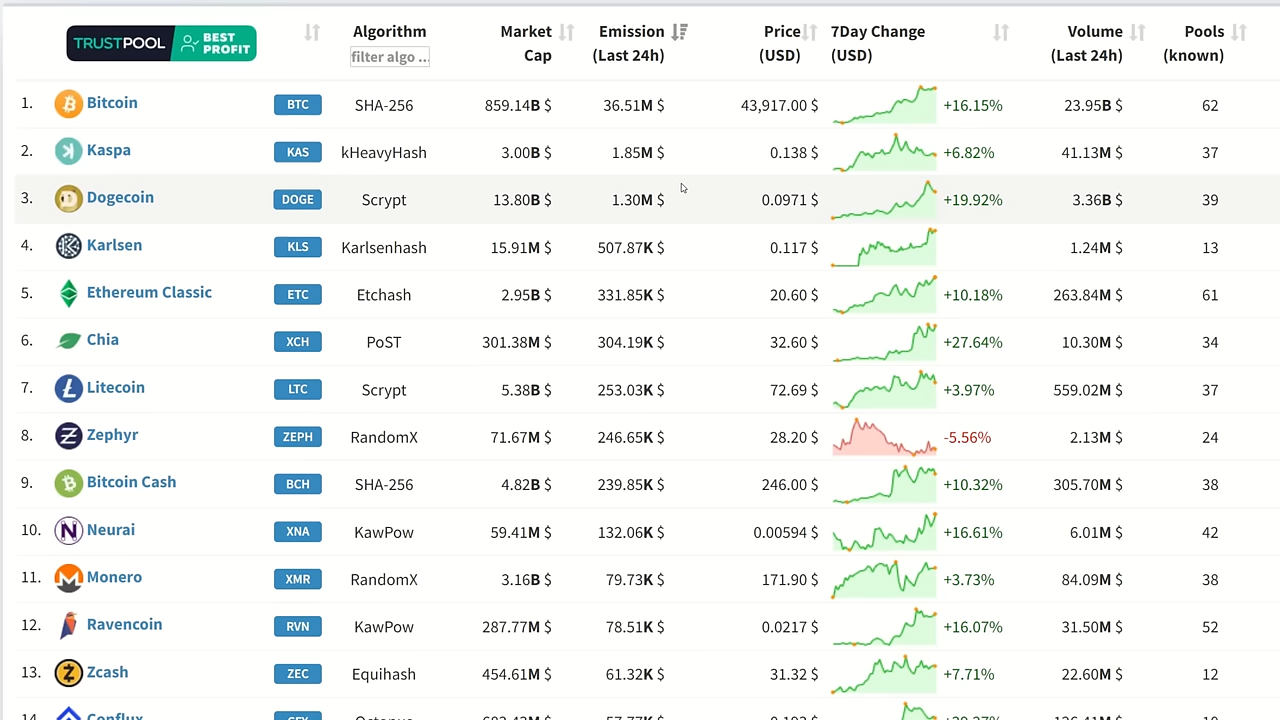 TRUSTPOOL BEST PROFIT Algorithm filter algo ... Market Cap Emission (Last 24h) Price (USD) 7Day Change (USD) Volume (Last 24h) Pools (known)
1. Bitcoin BTC SHA-256 859.14B $ 36.51M $ 43,917.00 $ +16.15% 23.95B $ 62
2. Kaspa KAS kHeavyHash 3.00B $ 1.85M $ 0.138 $ +6.82% 41.13M $ 37
3. Dogecoin DOGE Scrypt 13.80B $ 1.30M $ 0.0971 $ +19.92% 3.36B $ 39
4. Karlsen KLS Karlsenhash 15.91M $ 507.87K $ 0.117 $ 1.24M $ 13
5. Ethereum Classic ETC Etchash 2.95B $ 331.85K $ 20.60 $ +10.18% 263.84M $ 61
6. Chia XCH PoST 301.38M $ 304.19K $ 32.60 $ +27.64% 10.30M $ 34
7. Litecoin LTC Scrypt 5.38B $ 253.03K $ 72.69 $ +3.97% 559.02M $ 37
8. Zephyr ZEPH RandomX 71.67M $ 246.65K $ 28.20 $ -5.56% 2.13M $ 24
9. Bitcoin Cash BCH SHA-256 4.82B $ 239.85K $ 246.00 $ +10.32% 305.70M $ 38
10. Neurai XNA KawPow 59.41M $ 132.06K $ 0.00594 $ +16.61% 6.01M $ 42
11. Monero XMR RandomX 3.16B $ 79.73K $ 171.90 $ +3.73% 84.09M $ 38
12. Ravencoin RVN KawPow 287.77M $ 78.51K $ 0.0217 $ +16.07% 31.50M $ 52
13. Zcash ZEC Equihash 454.61M $ 61.32K $ 31.32 $ +7.71% 22.60M $ 12
14. Conflux